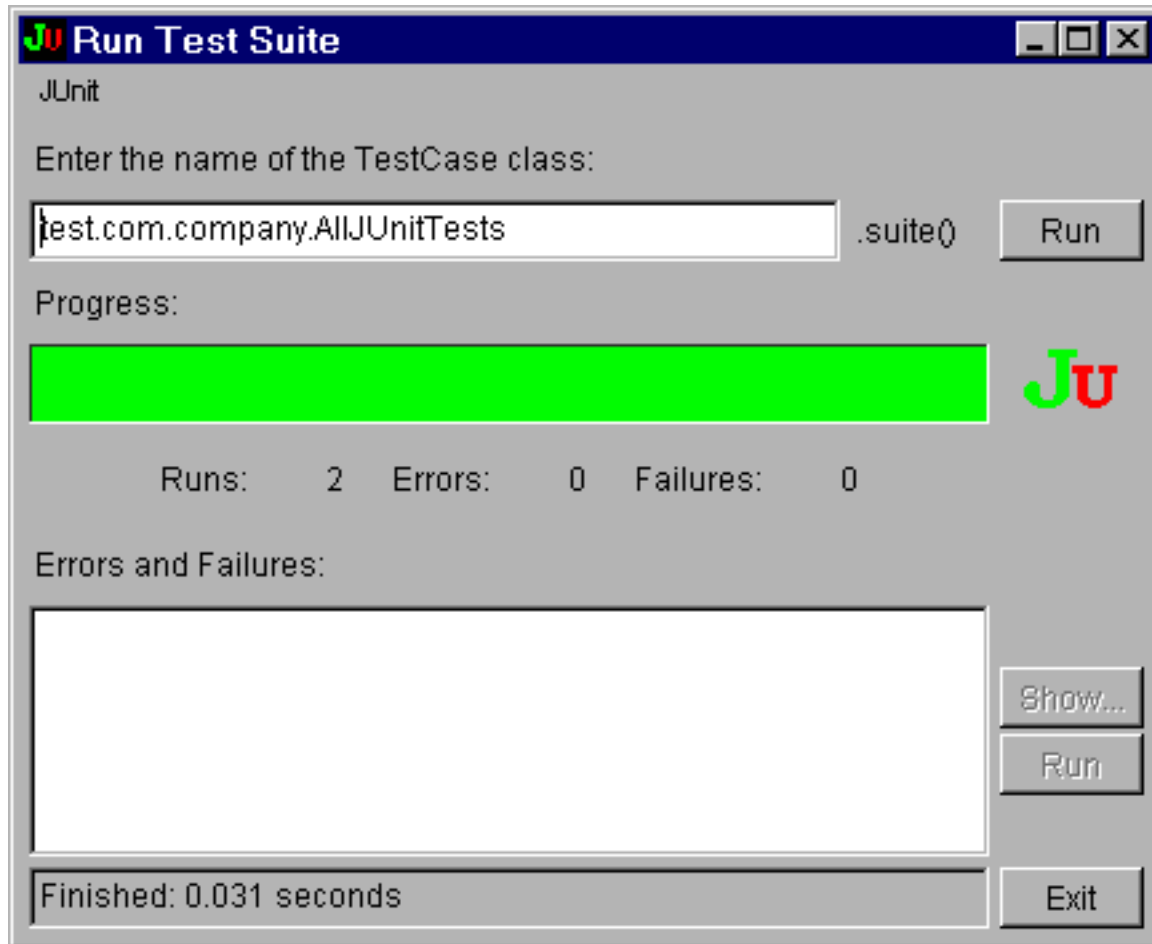 JU Run Test Suite
JUnit
Enter the name of the TestCase class:
test.com.company.AllJUnitTests .suite() Run
Progress:
JU
Runs: 2 Errors: 0 Failures: 0
Errors and Failures:
Show...
Run
Finished: 0.031 seconds Exit